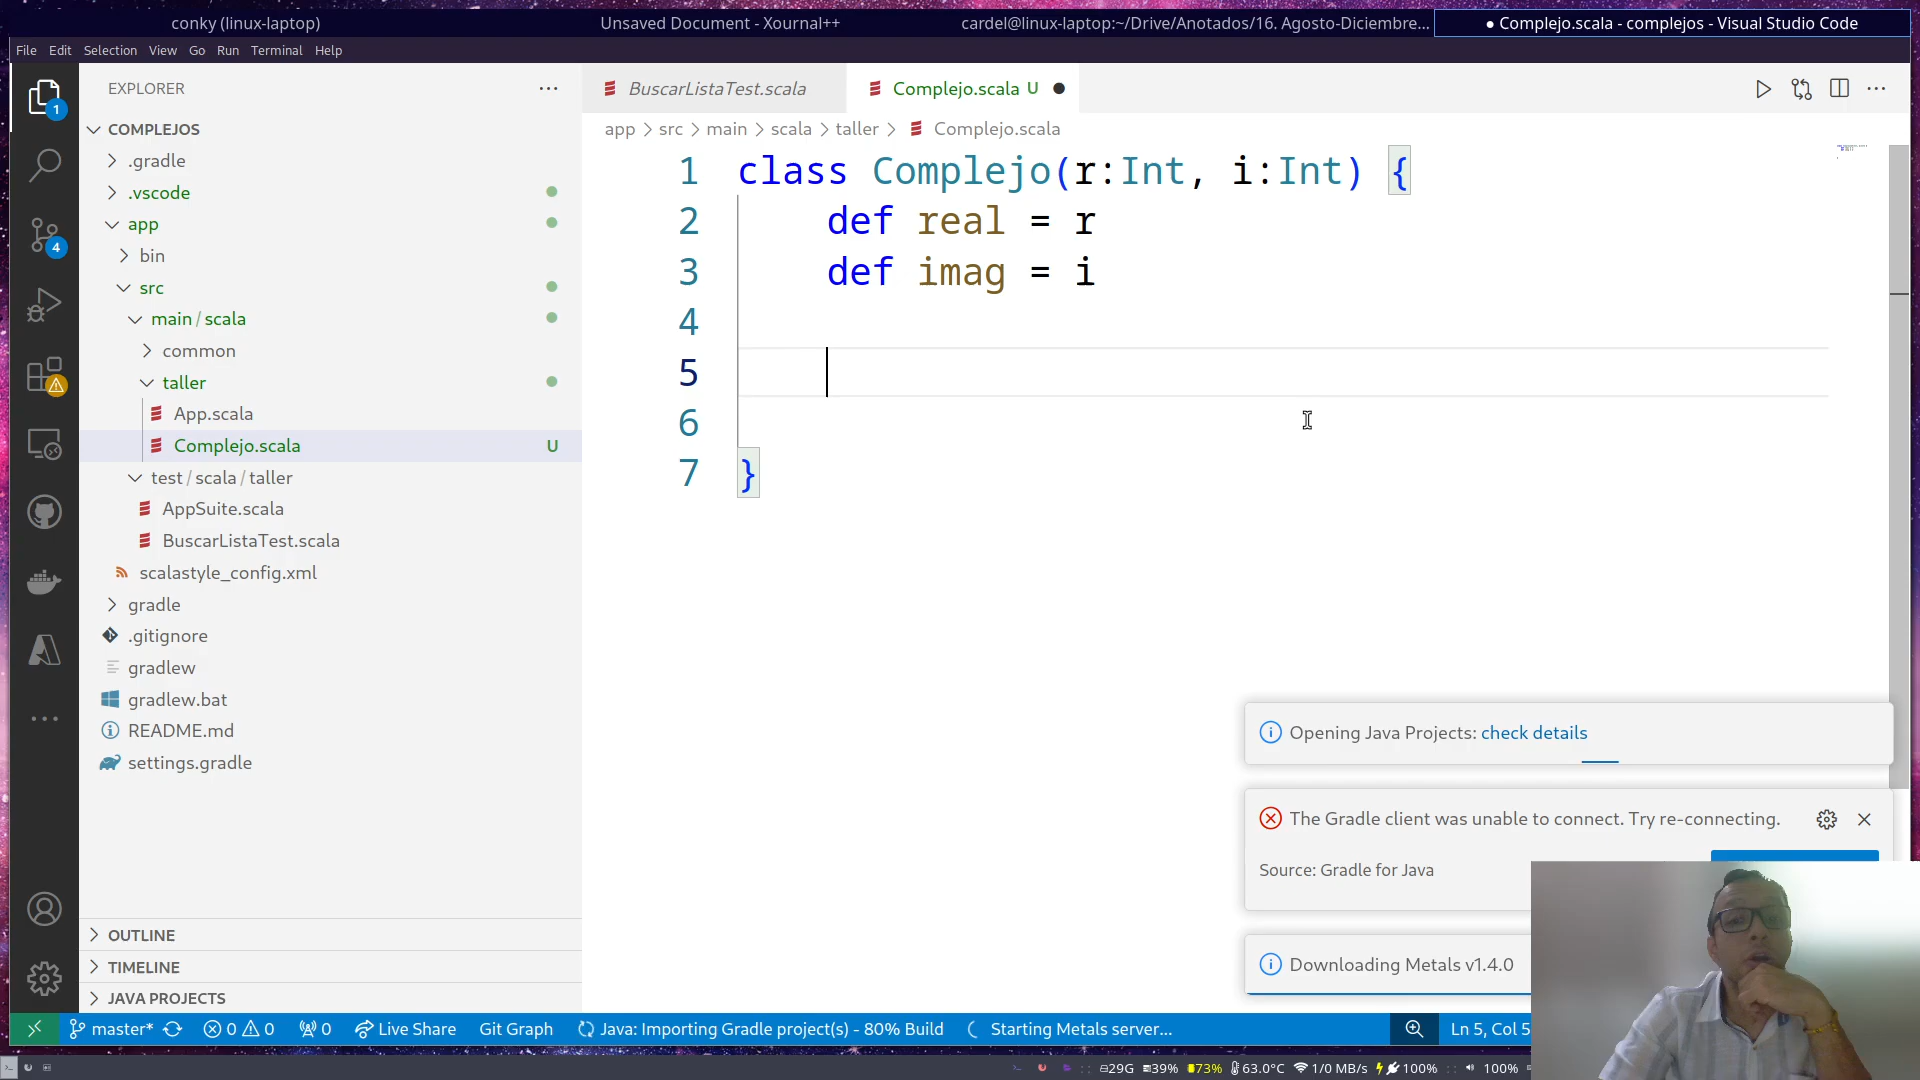 conky (linux-laptop)
Unsaved Document - Xournal++
cardel@linux-laptop:~/Drive/Anotados/16. Agosto-Diciembre...
● Complejo.scala - complejos - Visual Studio Code
File Edit Selection View Go Run Terminal Help
EXPLORER
COMPLEJOS
.gradle
.vscode
app
bin
src
main/scala
common
taller
App.scala
Complejo.scala U
test/scala/taller
AppSuite.scala
BuscarListaTest.scala
scalastyle_config.xml
gradle
.gitignore
gradlew
gradlew.bat
README.md
settings.gradle
OUTLINE
TIMELINE
JAVA PROJECTS
1
4
BuscarListaTest.scala
Complejo.scala U
app > src > main > scala > taller > Complejo.scala
1 class Complejo(r:Int, i:Int) {
2 def real = r
3 def imag = i
4
5
6
7 }
Opening Java Projects: check details
The Gradle client was unable to connect. Try re-connecting.
Source: Gradle for Java
Downloading Metals v1.4.0
master* 0 0 0 Live Share Git Graph Java: Importing Gradle project(s) - 80% Build Starting Metals server... Ln 5, Col 5
29G 39% 73% 63.0°C 1/0 MB/s 100% 100%